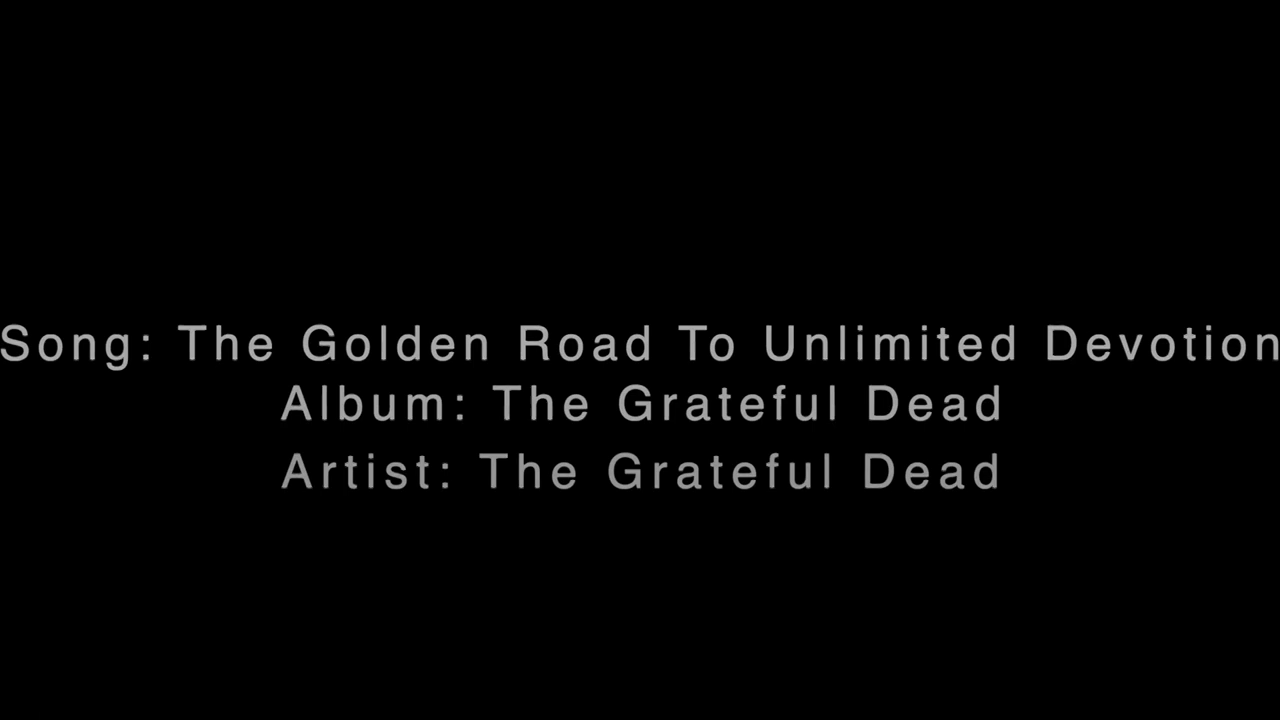 Song: The Golden Road To Unlimited Devotion
Album: The Grateful Dead
Artist: The Grateful Dead